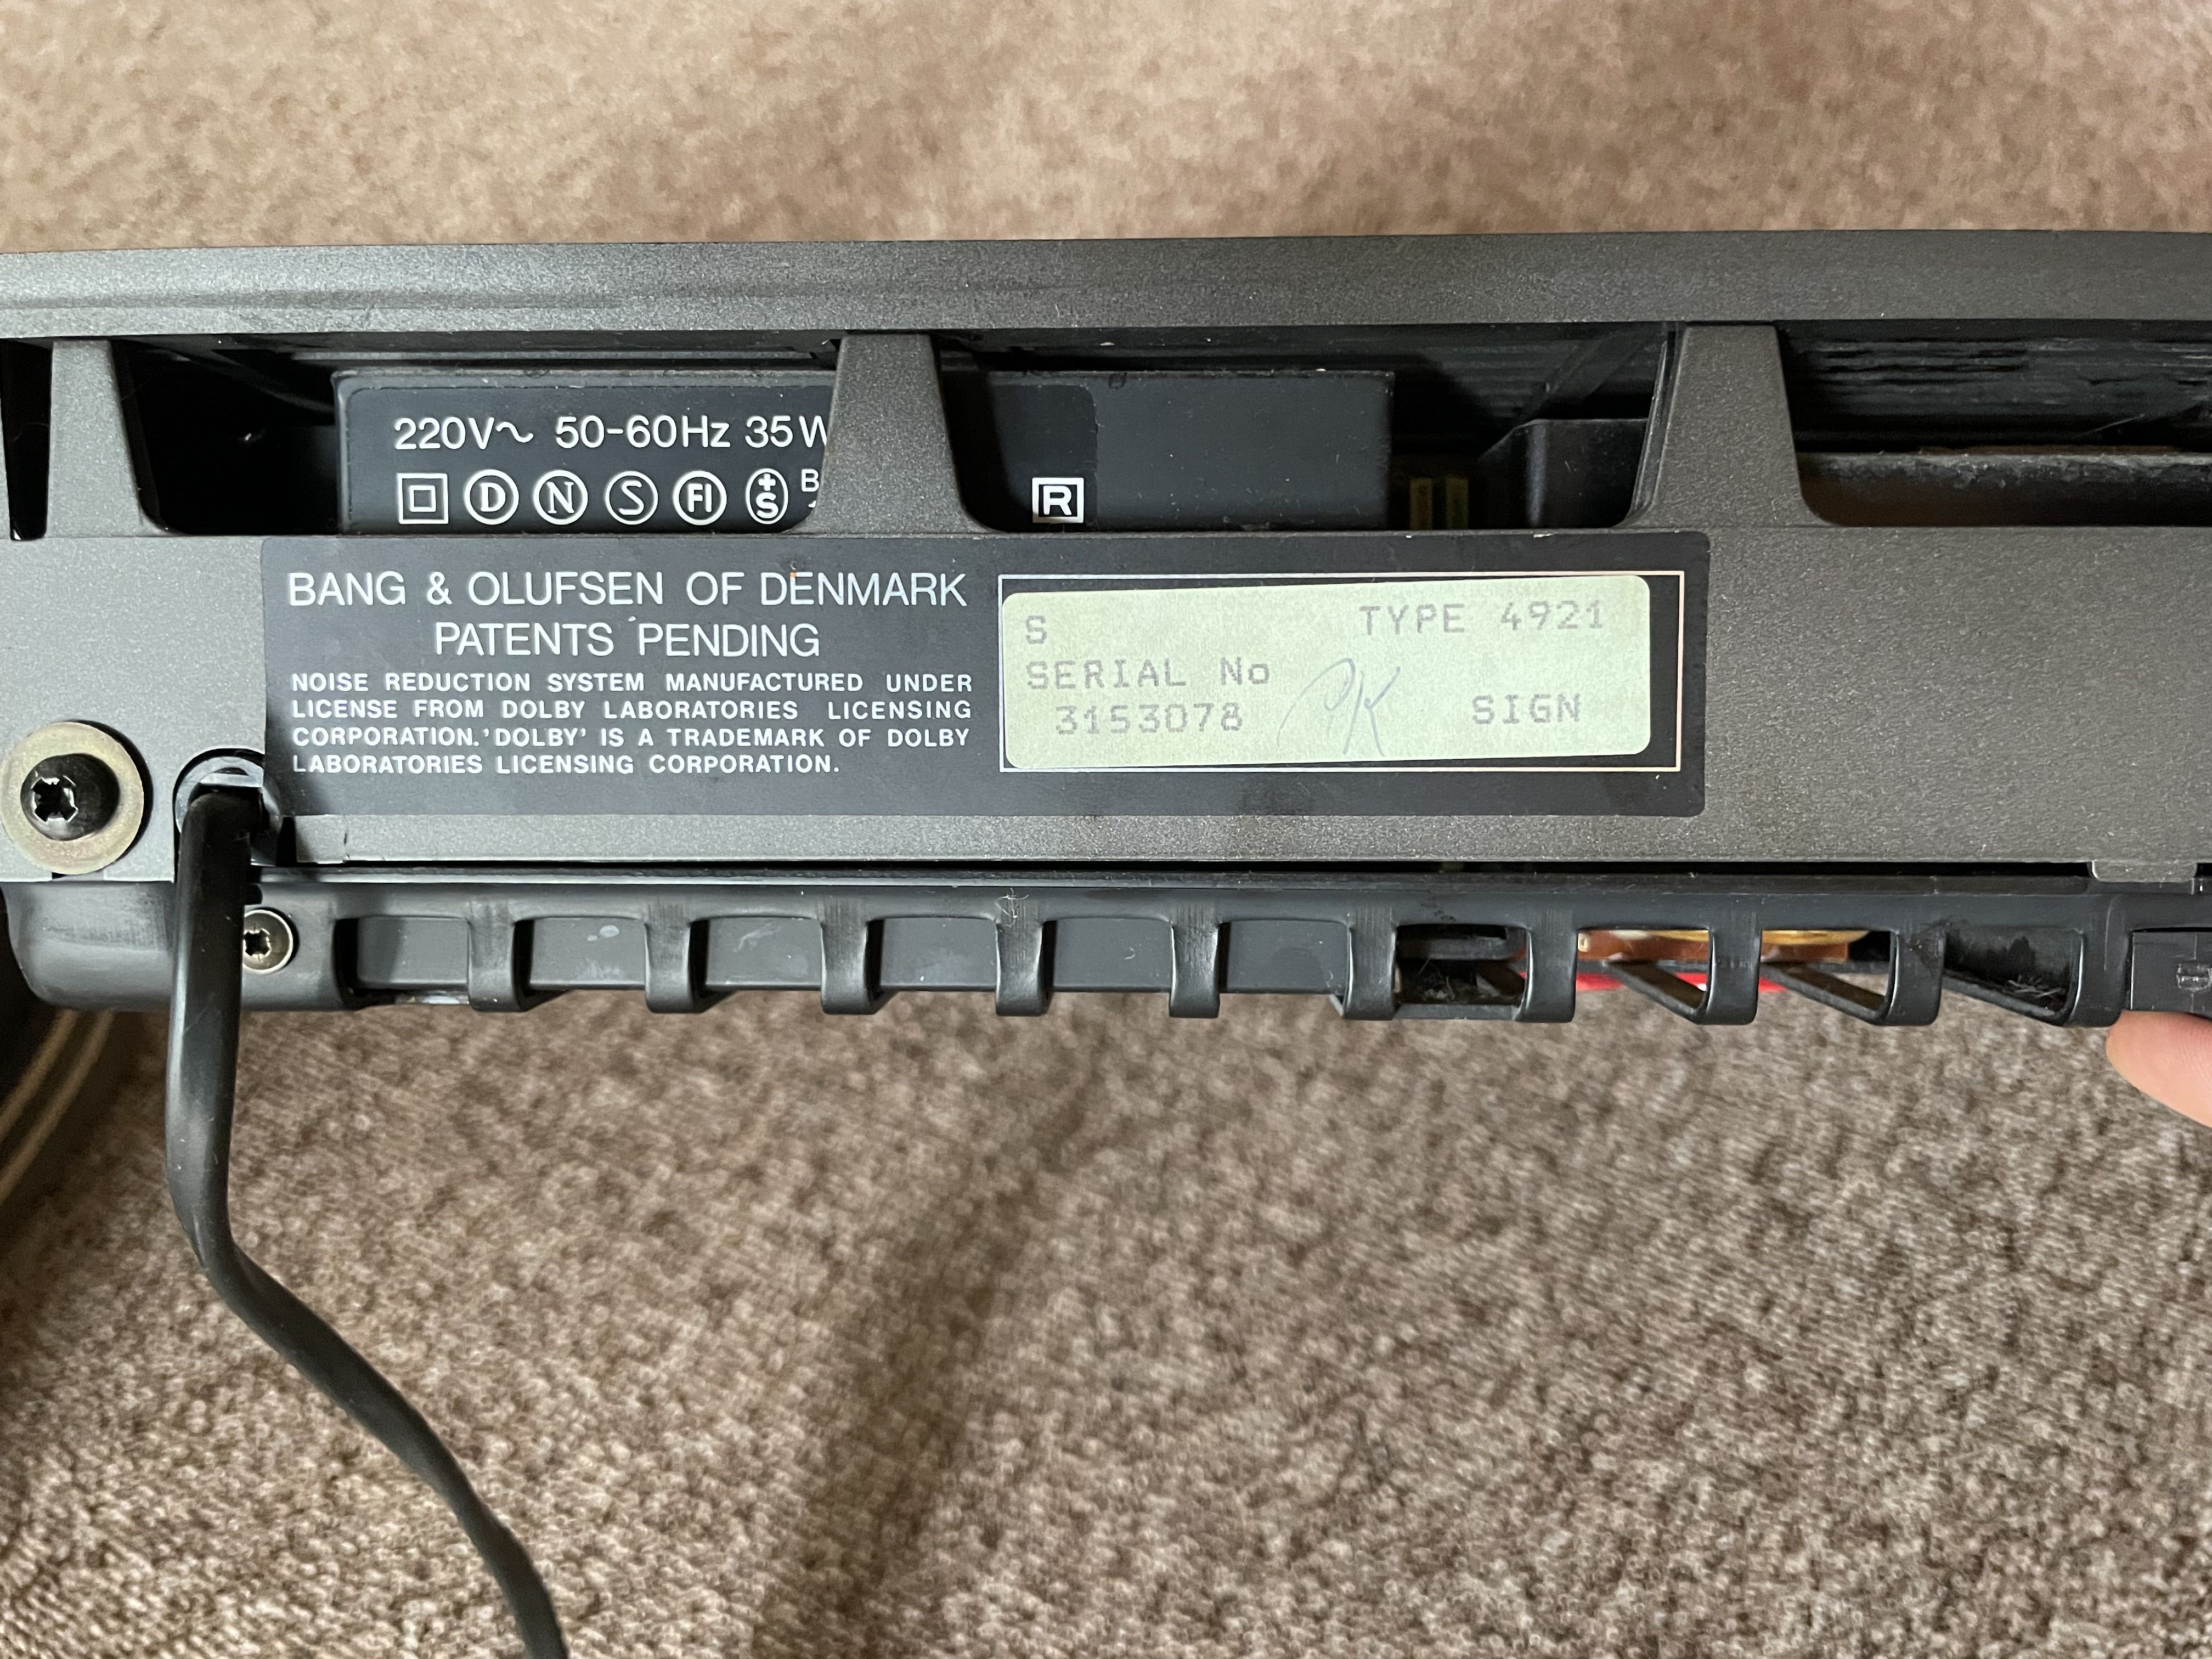 220V~ 50-60Hz 35W
D N S FI +S B
R
BANG & OLUFSEN OF DENMARK
PATENTS PENDING
NOISE REDUCTION SYSTEM MANUFACTURED UNDER
LICENSE FROM DOLBY LABORATORIES LICENSING
CORPORATION. 'DOLBY' IS A TRADEMARK OF DOLBY
LABORATORIES LICENSING CORPORATION.
S TYPE 4921
SERIAL No
3153078 SIGN